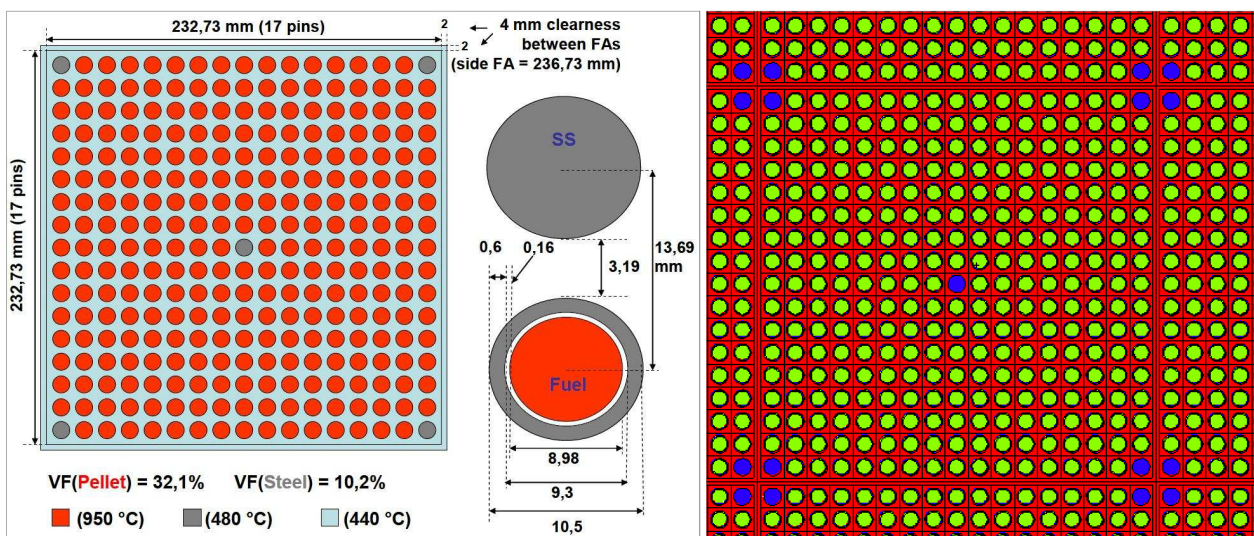 232,73 mm (17 pins)
2
4 mm clearness
between FAs
(side FA = 236,73 mm)
2
232,73 mm (17 pins)
SS
0,6
0,16
3,19
13,69
mm
Fuel
8,98
9,3
10,5
VF(Pellet) = 32,1% VF(Steel) = 10,2%
(950 °C) (480 °C) (440 °C)